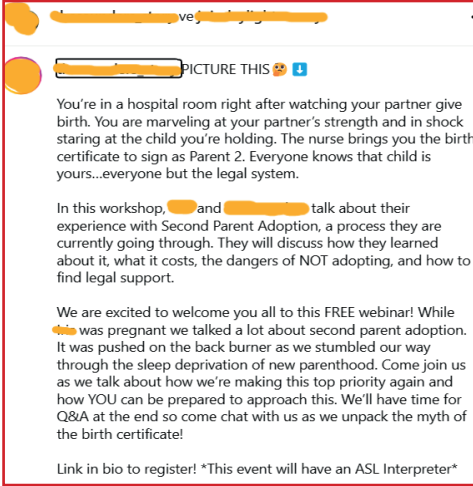 PICTURE THIS🤔⬇️
You're in a hospital room right after watching your partner give
birth. You are marveling at your partner's strength and in shock
staring at the child you're holding. The nurse brings you the birth
certificate to sign as Parent 2. Everyone knows that child is
yours...everyone but the legal system.
In this workshop, and talk about their
experience with Second Parent Adoption, a process they are
currently going through. They will discuss how they learned
about it, what it costs, the dangers of NOT adopting, and how to
find legal support.
We are excited to welcome you all to this FREE webinar! While
was pregnant we talked a lot about second parent adoption.
It was pushed on the back burner as we stumbled our way
through the sleep deprivation of new parenthood. Come join us
as we talk about how we're making this top priority again and
how YOU can be prepared to approach this. We'll have time for
Q&A at the end so come chat with us as we unpack the myth of
the birth certificate!
Link in bio to register! *This event will have an ASL Interpreter*